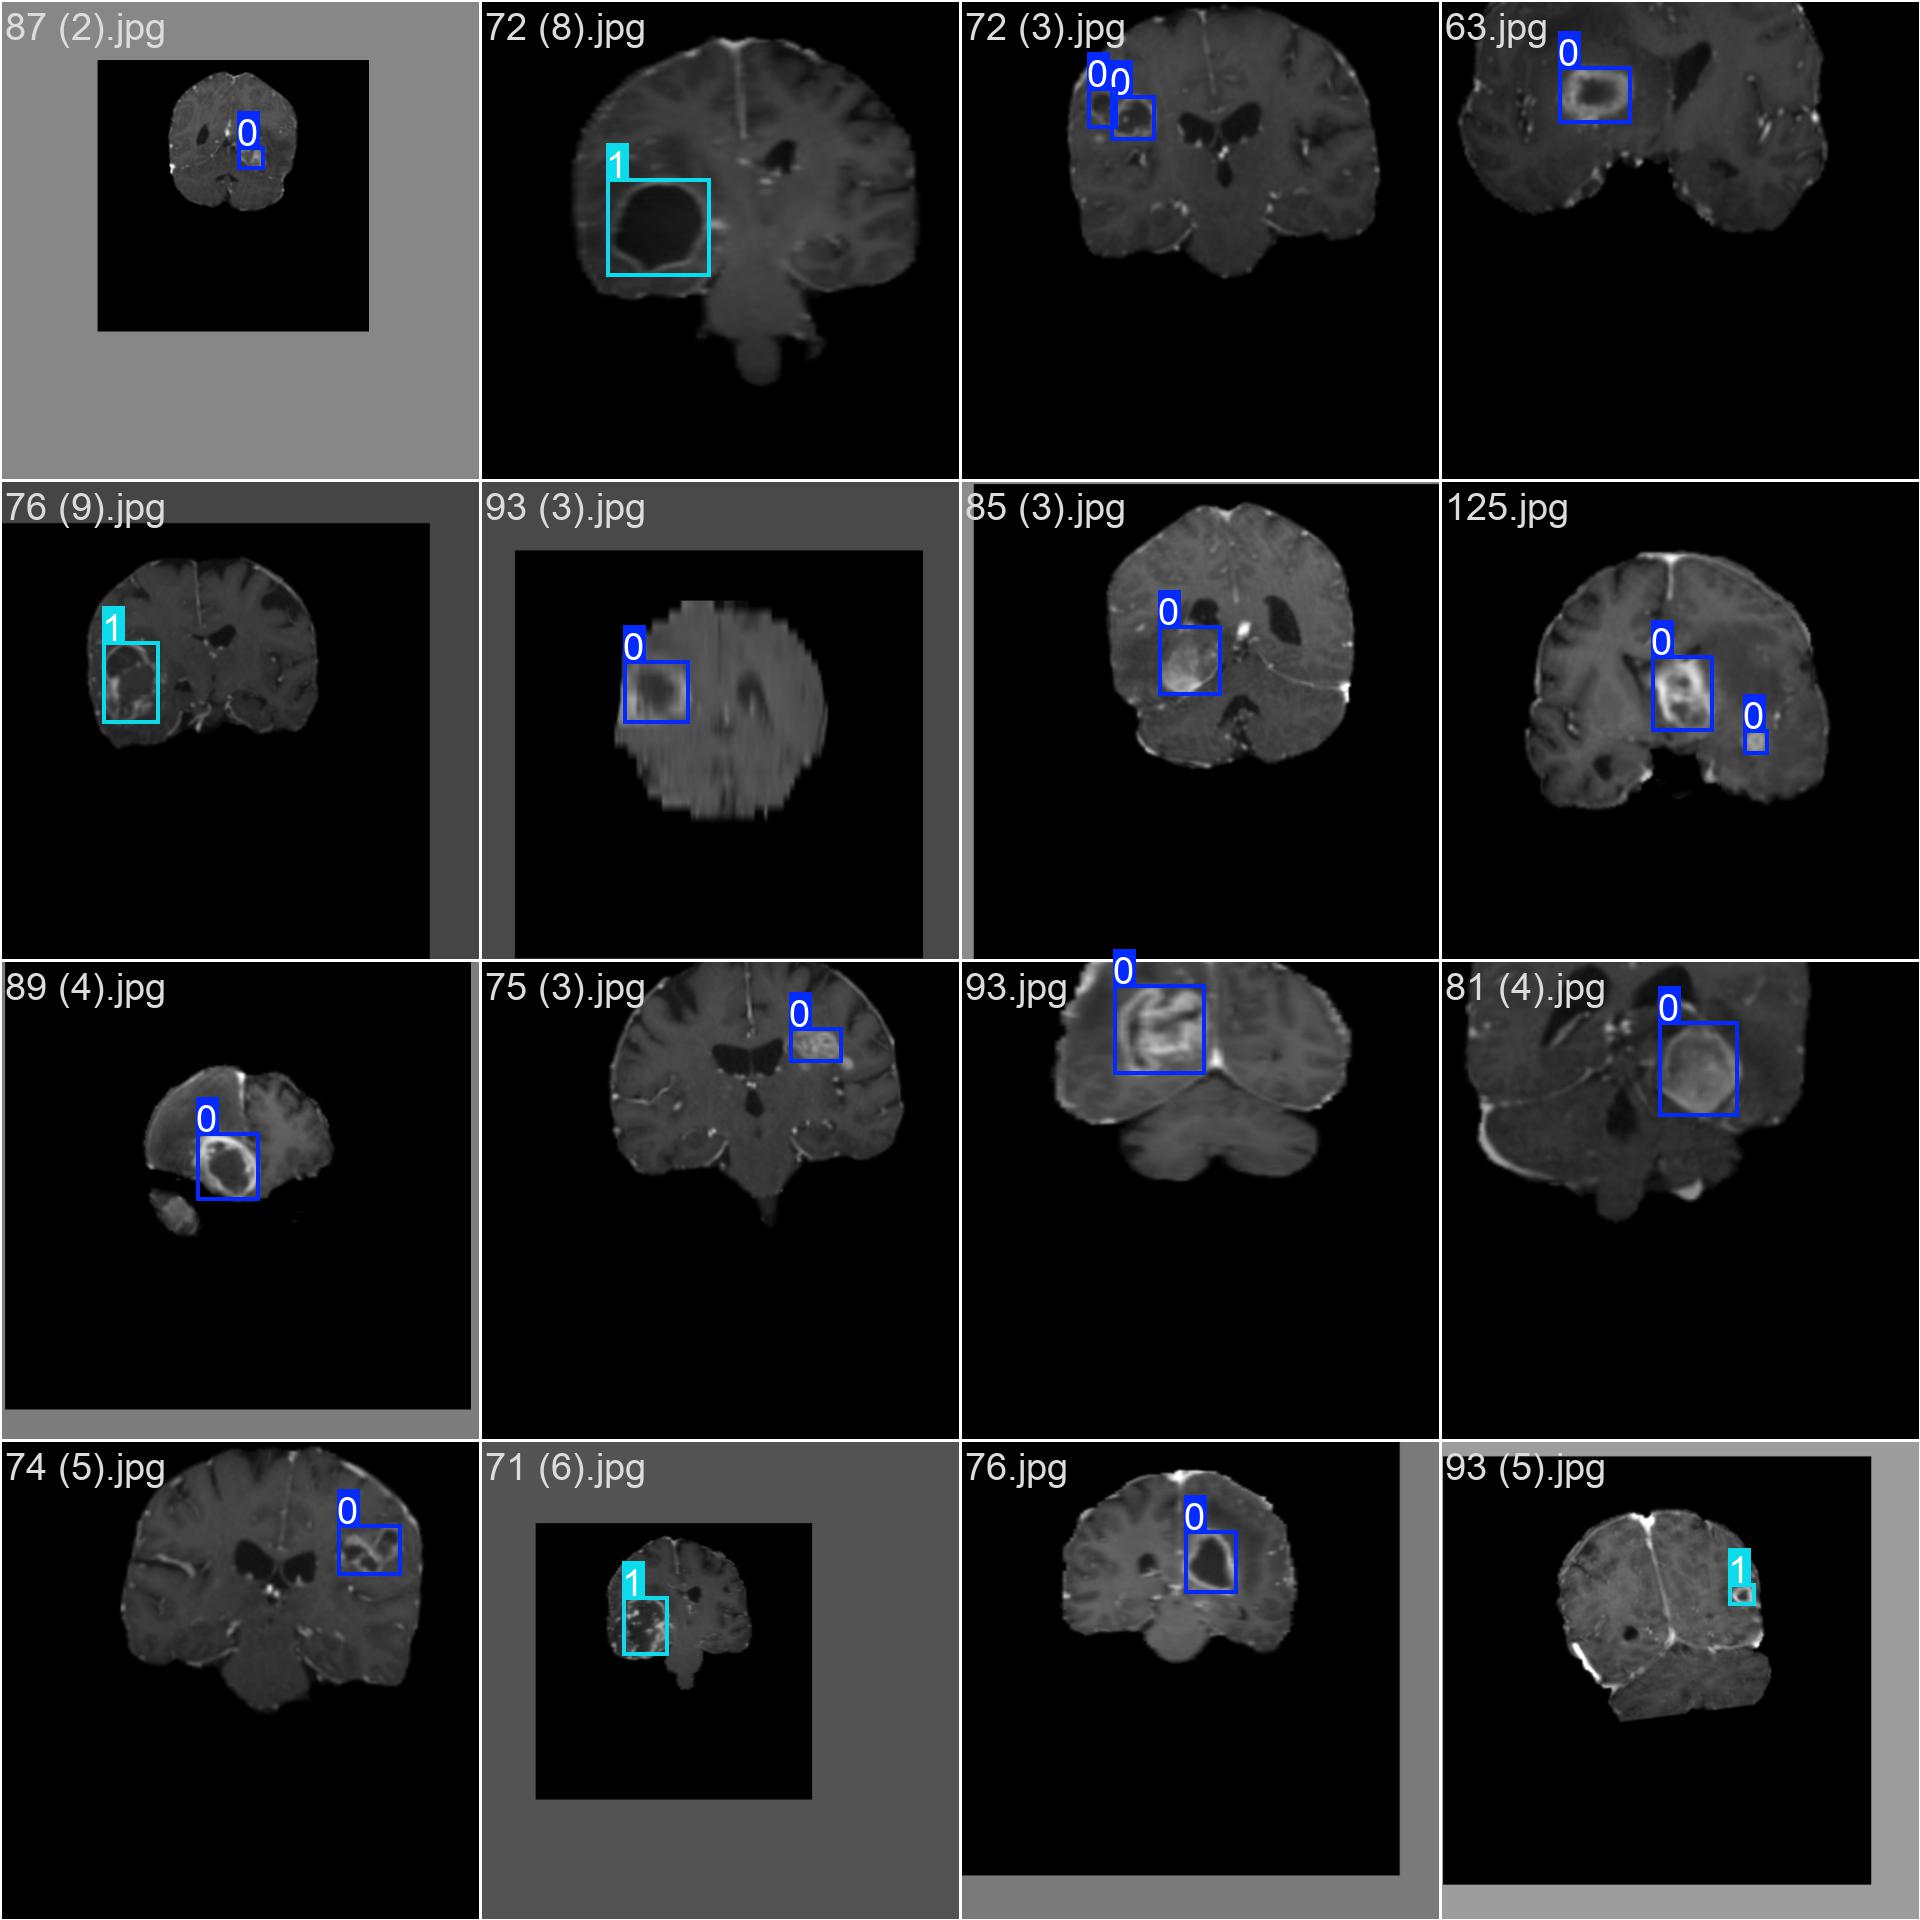 87 (2).jpg
0
72 (8).jpg
1
72 (3).jpg
0
0
63.jpg
0
76 (9).jpg
1
93 (3).jpg
0
85 (3).jpg
0
125.jpg
0
0
89 (4).jpg
0
75 (3).jpg
0
93.jpg
0
81 (4).jpg
0
74 (5).jpg
0
71 (6).jpg
1
76.jpg
0
93 (5).jpg
1